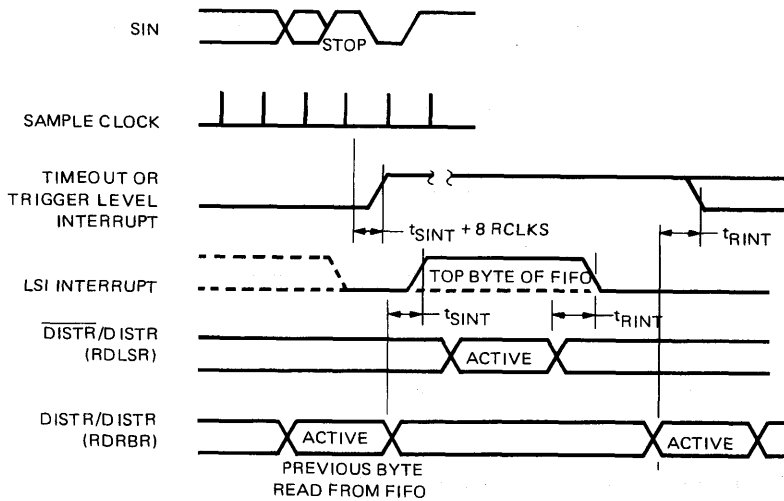 SIN
STOP
SAMPLE CLOCK
TIMEOUT OR
TRIGGER LEVEL
INTERRUPT
tSINT + 8 RCLKS
tRINT
LSI INTERRUPT
TOP BYTE OF FIFO
tSINT
tRINT
DISTR/DISTR
(RDLSR)
ACTIVE
DISTR/DISTR
(RDRBR)
ACTIVE
ACTIVE
PREVIOUS BYTE
READ FROM FIFO